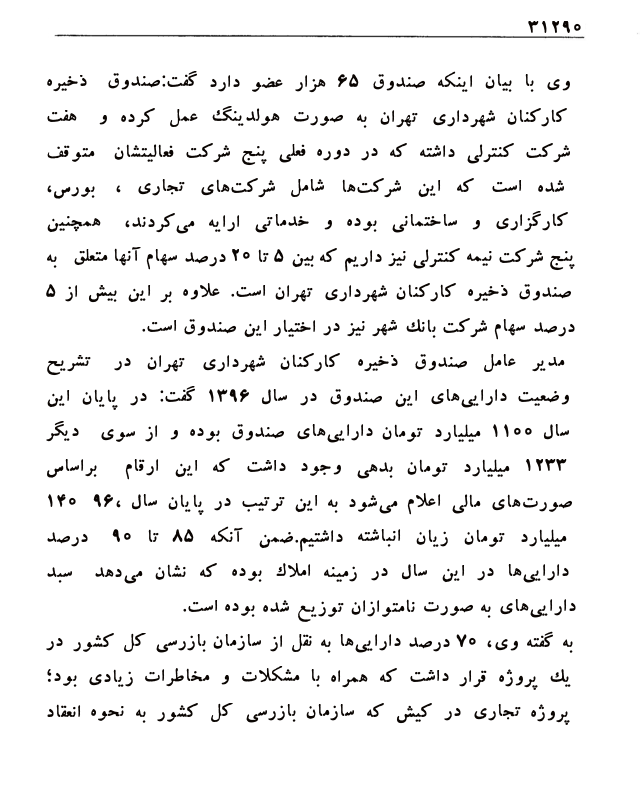 ۳۱۲۹۰
وی با بیان اینکه صندوق ۶۵ هزار عضو دارد گفت:صندوق ذخیره
کارکنان شهرداری تهران به صورت هولدینگ عمل کرده و هفت
شرکت کنترلی داشته که در دوره فعلی پنج شرکت فعالیتشان متوقف
شده است که این شرکت‌ها شامل شرکت‌های تجاری ، بورس،
کارگزاری و ساختمانی بوده و خدماتی ارایه می‌کردند، همچنین
پنج شرکت نیمه کنترلی نیز داریم که بین ۵ تا ۲۰ درصد سهام آنها متعلق به
صندوق ذخیره کارکنان شهرداری تهران است. علاوه بر این بیش از ۵
درصد سهام شرکت بانک شهر نیز در اختیار این صندوق است.
مدیر عامل صندوق ذخیره کارکنان شهرداری تهران در تشریح
وضعیت دارایی‌های این صندوق در سال ۱۳۹۶ گفت: در پایان این
سال ۱۱۰۰ میلیارد تومان دارایی‌های صندوق بوده و از سوی دیگر
۱۲۳۳ میلیارد تومان بدهی وجود داشت که این ارقام براساس
صورت‌های مالی اعلام می‌شود به این ترتیب در پایان سال ،۹۶ ۱۴۰
میلیارد تومان زیان انباشته داشتیم.ضمن آنکه ۸۵ تا ۹۰ درصد
دارایی‌ها در این سال در زمینه املاک بوده که نشان می‌دهد سبد
دارایی‌های به صورت نامتوازان توزیع شده بوده است.
به گفته وی، ۷۰ درصد دارایی‌ها به نقل از سازمان بازرسی کل کشور در
یک پروژه قرار داشت که همراه با مشکلات و مخاطرات زیادی بود؛
پروژه تجاری در کیش که سازمان بازرسی کل کشور به نحوه انعقاد